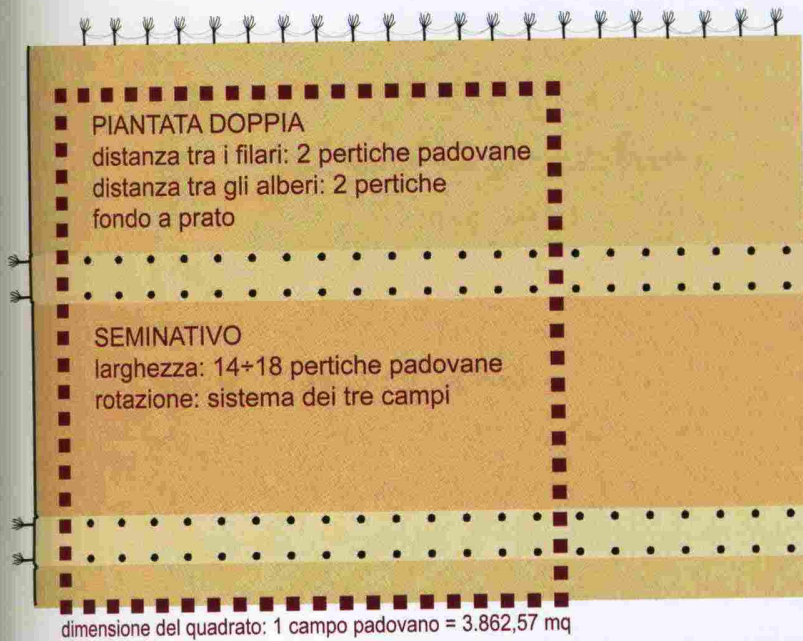 PIANTATA DOPPIA
distanza tra i filari: 2 pertiche padovane
distanza tra gli alberi: 2 pertiche
fondo a prato
SEMINATIVO
larghezza: 14÷18 pertiche padovane
rotazione: sistema dei tre campi
dimensione del quadrato: 1 campo padovano = 3.862,57 mq